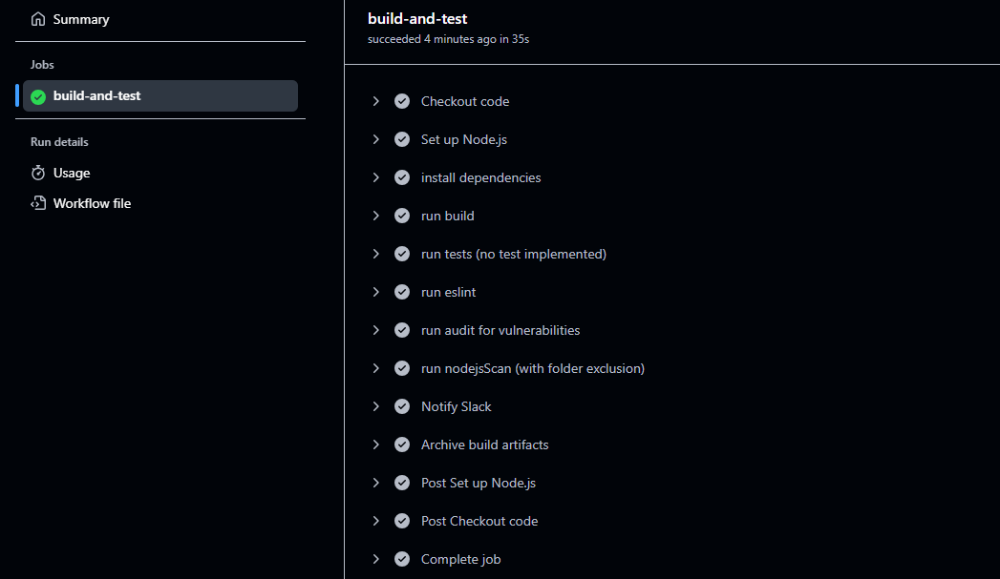 Summary
Jobs
build-and-test
Run details
Usage
Workflow file
build-and-test
succeeded 4 minutes ago in 35s
Checkout code
Set up Node.js
install dependencies
run build
run tests (no test implemented)
run eslint
run audit for vulnerabilities
run nodejsScan (with folder exclusion)
Notify Slack
Archive build artifacts
Post Set up Node.js
Post Checkout code
Complete job